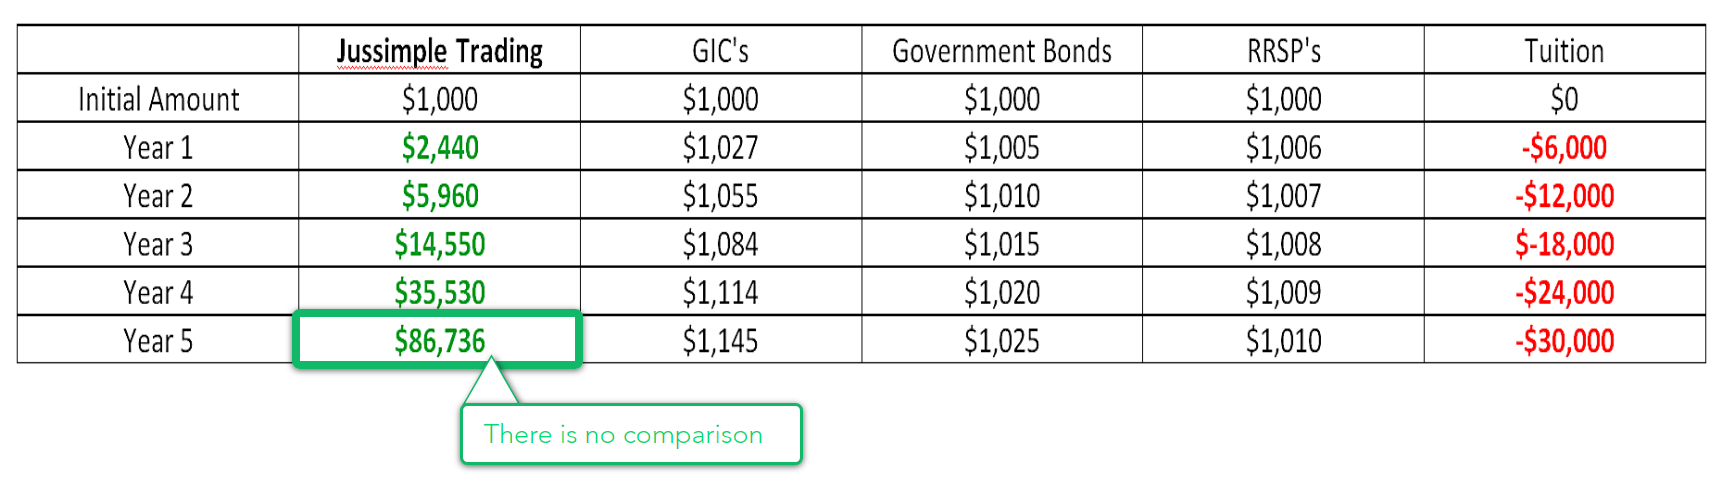 Jussimple Trading GIC's Government Bonds RRSP's Tuition
Initial Amount $1,000 $1,000 $1,000 $1,000 $0
Year 1 $2,440 $1,027 $1,005 $1,006 -$6,000
Year 2 $5,960 $1,055 $1,010 $1,007 -$12,000
Year 3 $14,550 $1,084 $1,015 $1,008 $-18,000
Year 4 $35,530 $1,114 $1,020 $1,009 -$24,000
Year 5 $86,736 $1,145 $1,025 $1,010 -$30,000
There is no comparison